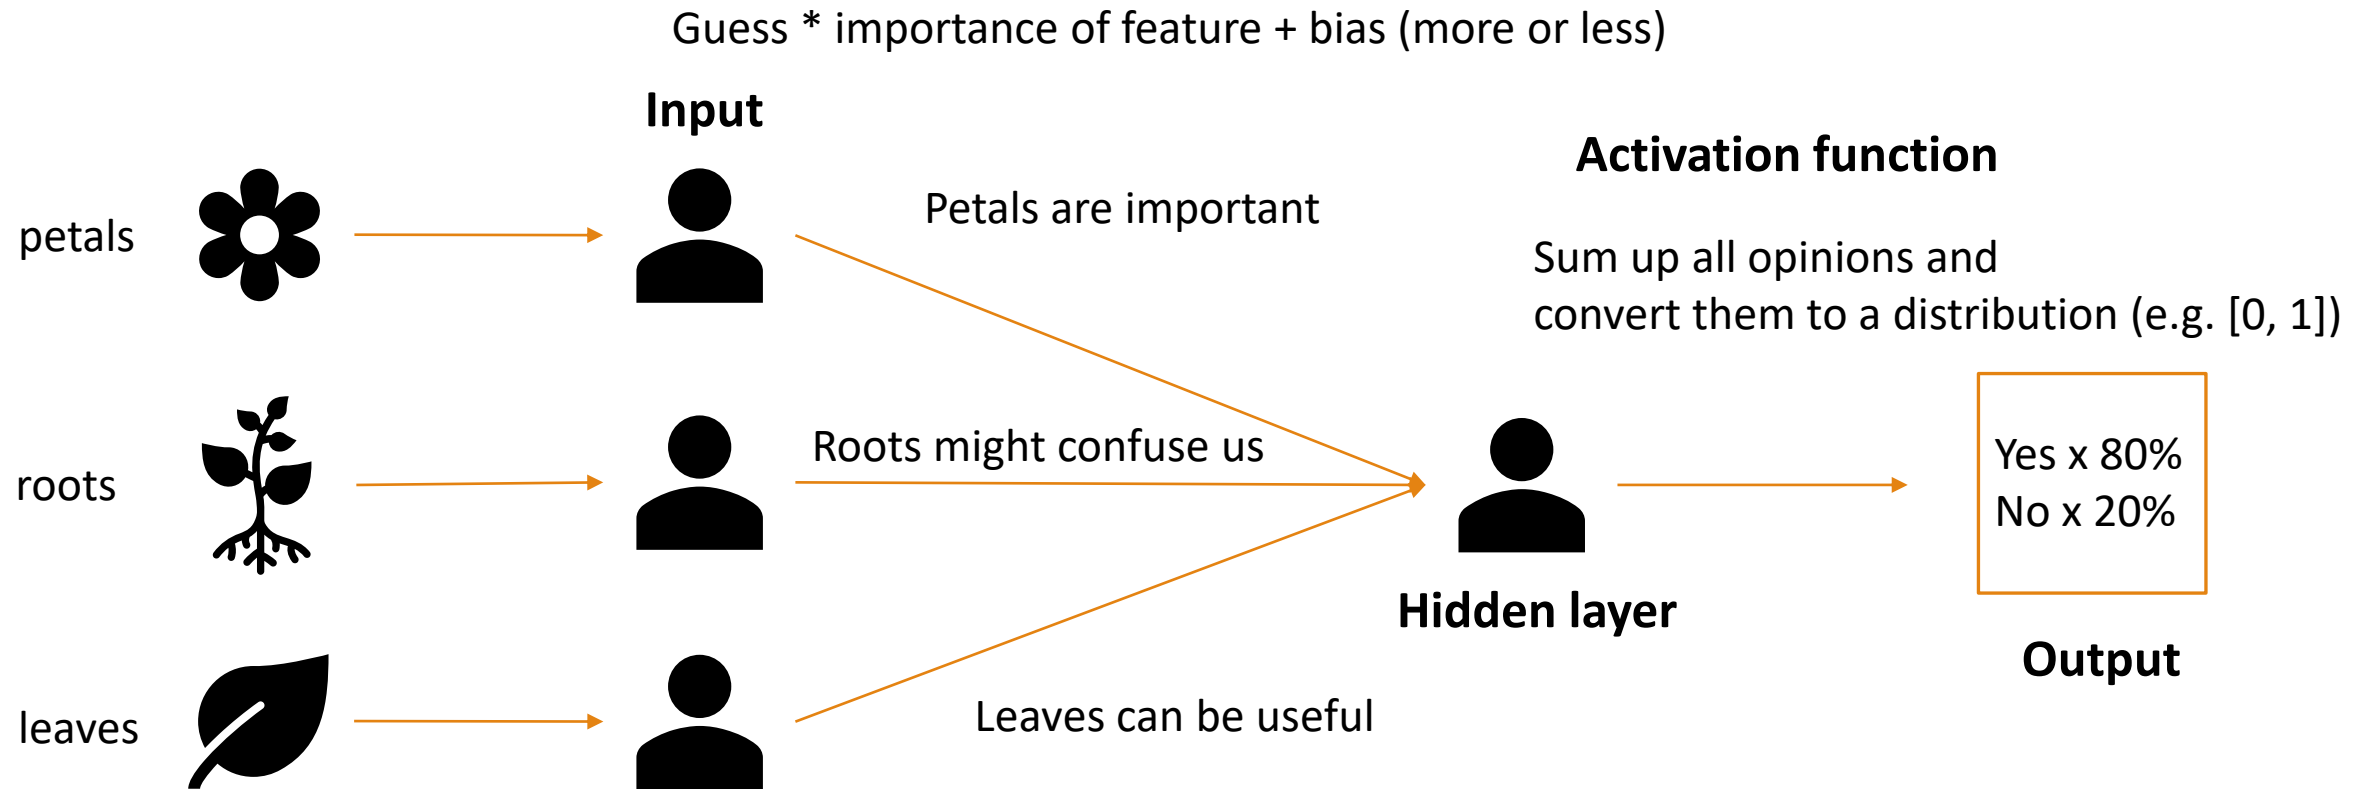 Guess * importance of feature + bias (more or less)
Input
Activation function
petals
Petals are important
Sum up all opinions and
convert them to a distribution (e.g. [0, 1])
roots
Roots might confuse us
Yes x 80%
No x 20%
Hidden layer
Output
leaves
Leaves can be useful